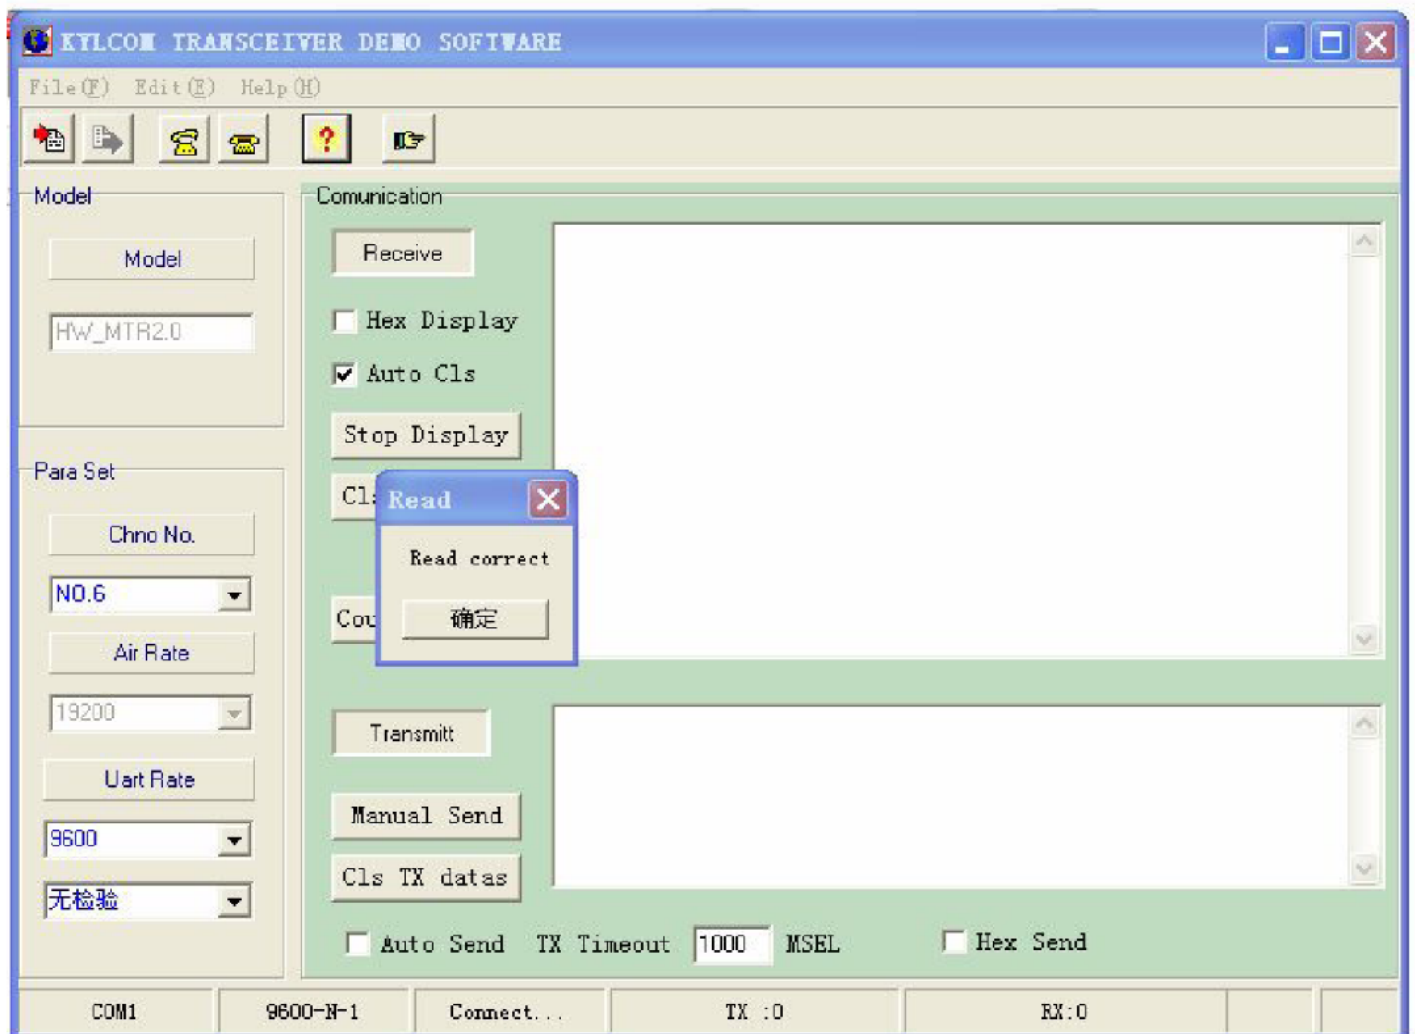 KYLCOM TRANSCEIVER DEMO SOFTWARE
File(F) Edit(E) Help(H)
Model
Model
HW_MTR2.0
Para Set
Chno No.
NO.6
Air Rate
19200
Uart Rate
9600
无检验
Comunication
Receive
Hex Display
Auto Cls
Stop Display
Read
Read correct
确定
Transmitt
Manual Send
Cls TX datas
Auto Send TX Timeout 1000 MSEL Hex Send
COM1 9600-N-1 Connect... TX :0 RX:0